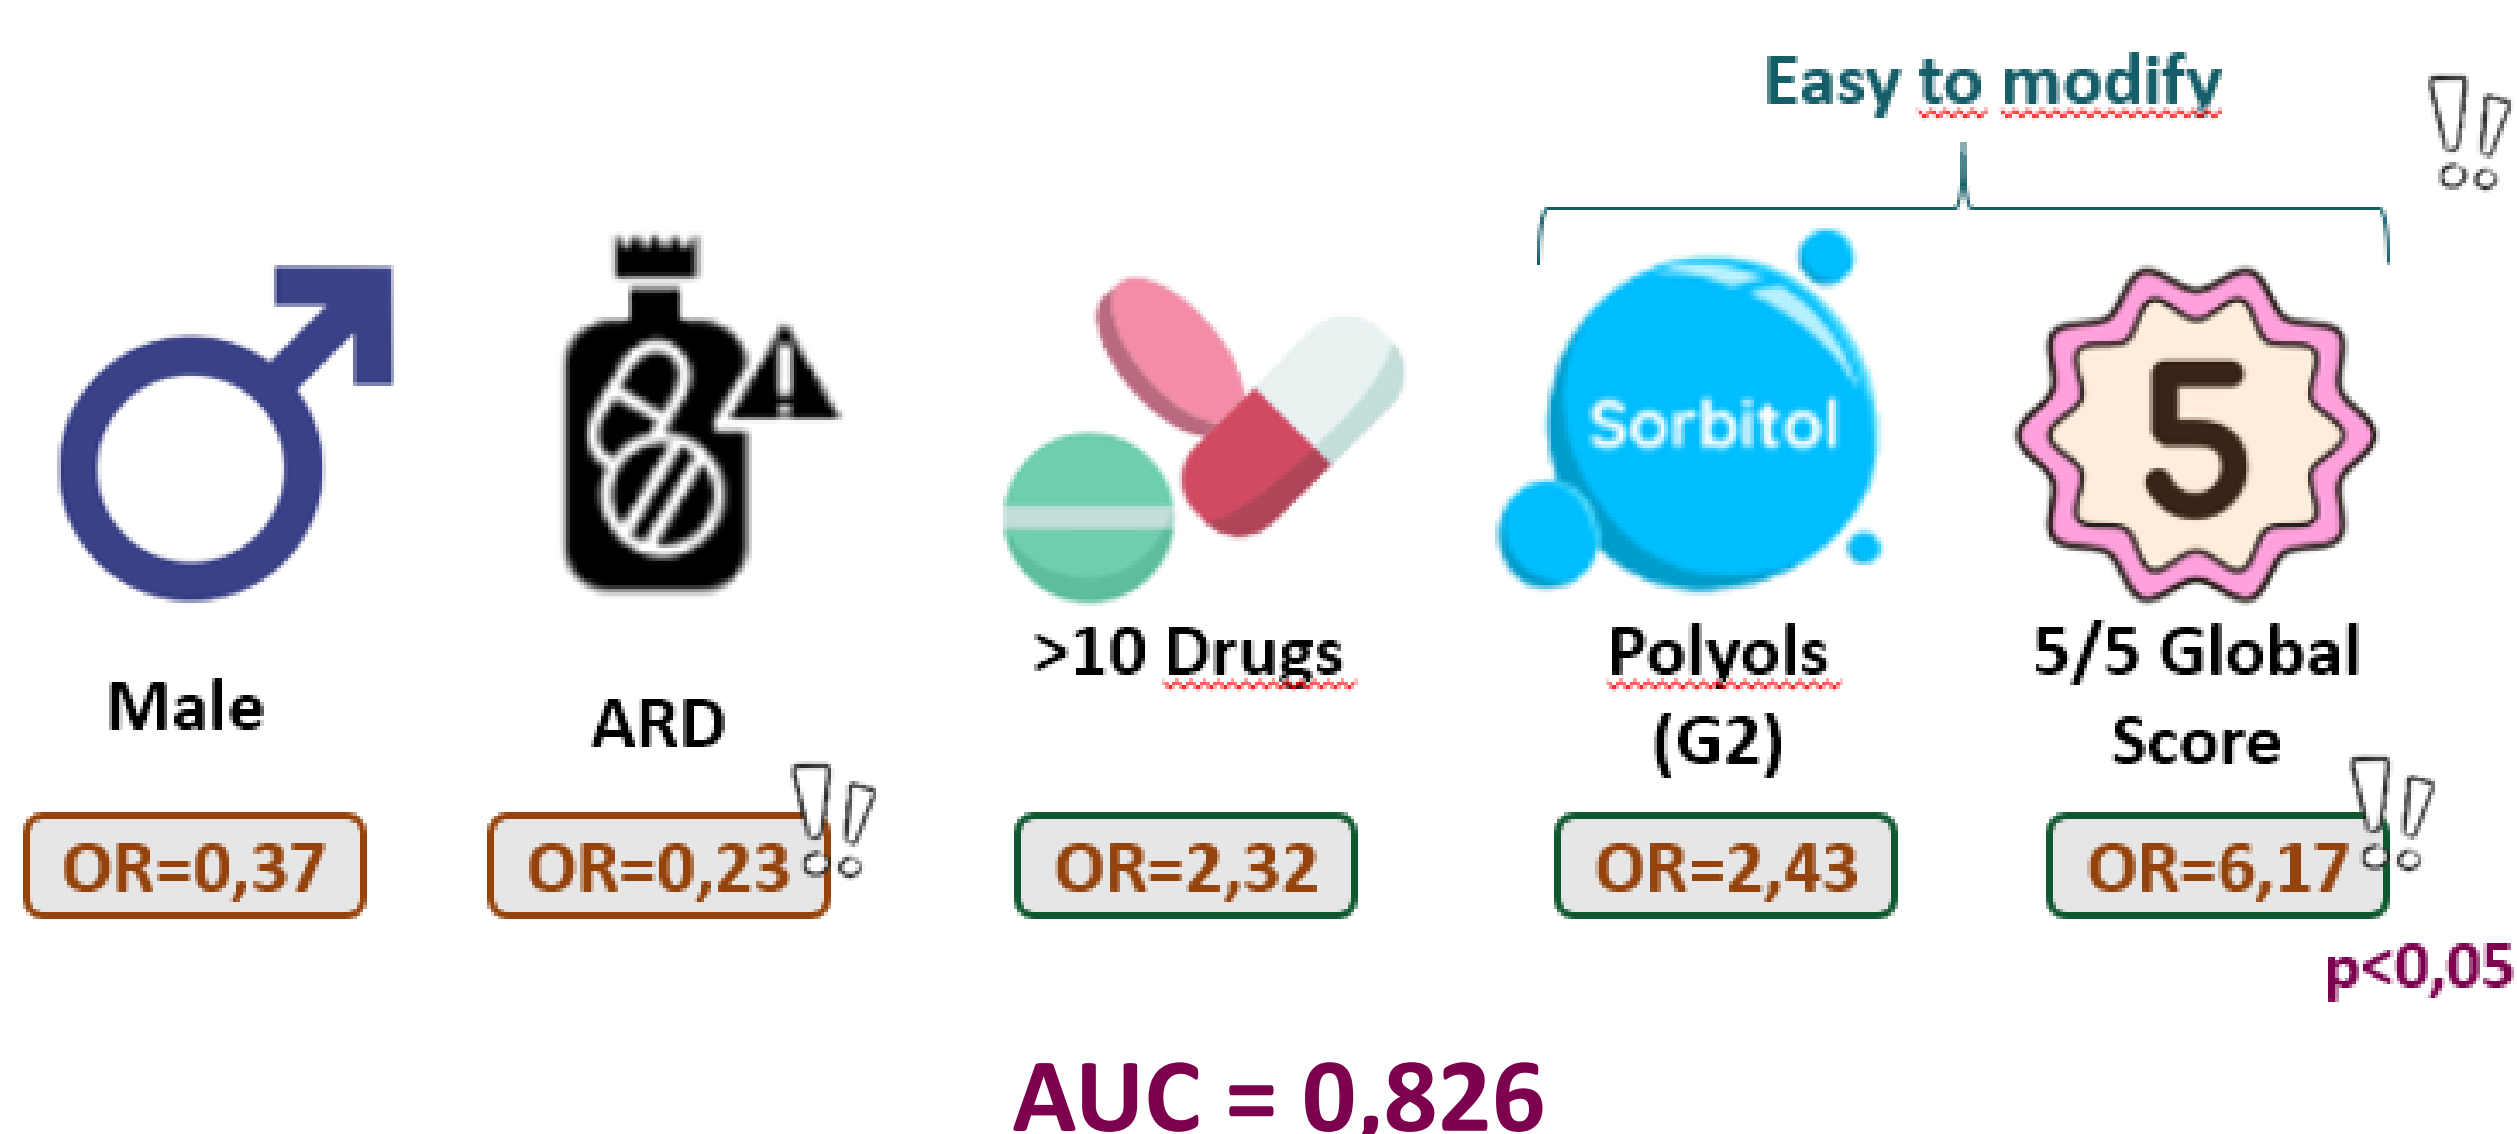 Easy to modify
Sorbitol
5
Male
ARD
>10 Drugs
Polyols
(G2)
5/5 Global
Score
OR=0,37
OR=0,23
OR=2,32
OR=2,43
OR=6,17
p<0,05
AUC = 0,826